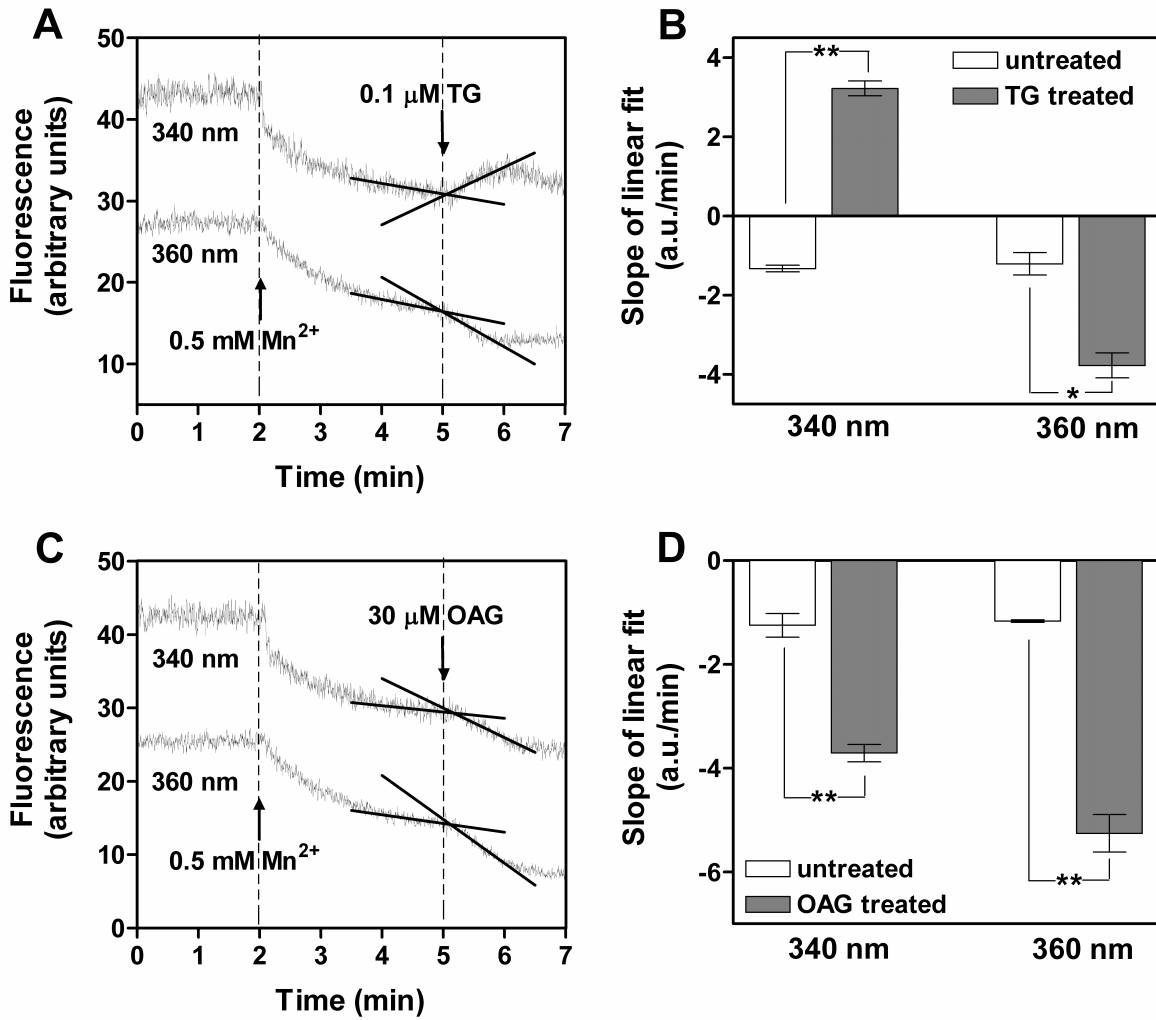 A
50
40
30
20
10
Fluorescence
(arbitrary units)
340 nm
360 nm
0.1 μM TG
0.5 mM Mn2+
0 1 2 3 4 5 6 7
Time (min)
B
4
2
0
-2
-4
Slope of linear fit
(a.u./min)
**
untreated
TG treated
*
340 nm 360 nm
C
50
40
30
20
10
0
Fluorescence
(arbitrary units)
340 nm
360 nm
30 μM OAG
0.5 mM Mn2+
0 1 2 3 4 5 6 7
Time (min)
D
0
-2
-4
-6
Slope of linear fit
(a.u./min)
**
**
untreated
OAG treated
340 nm 360 nm